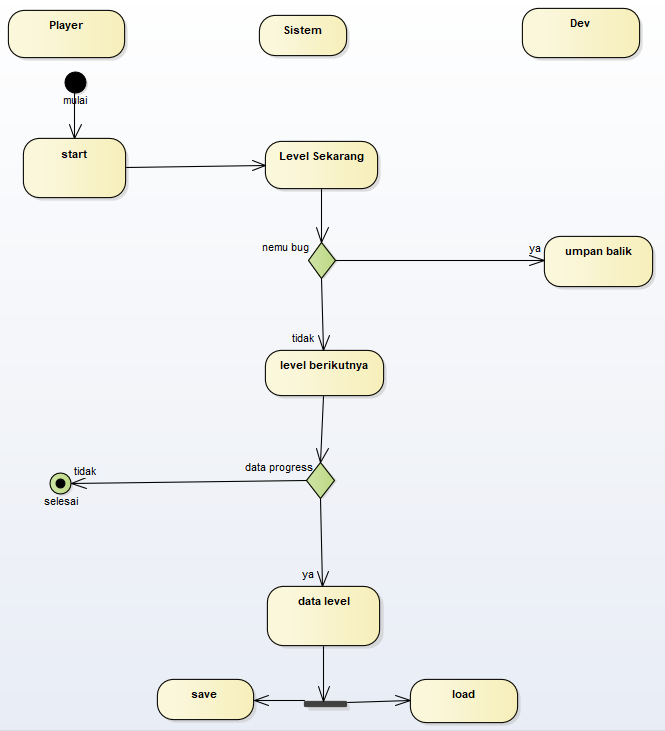 Player
Sistem
Dev
mulai
start
Level Sekarang
nemu bug
ya
umpan balik
tidak
level berikutnya
data progress
tidak
selesai
ya
data level
save
load